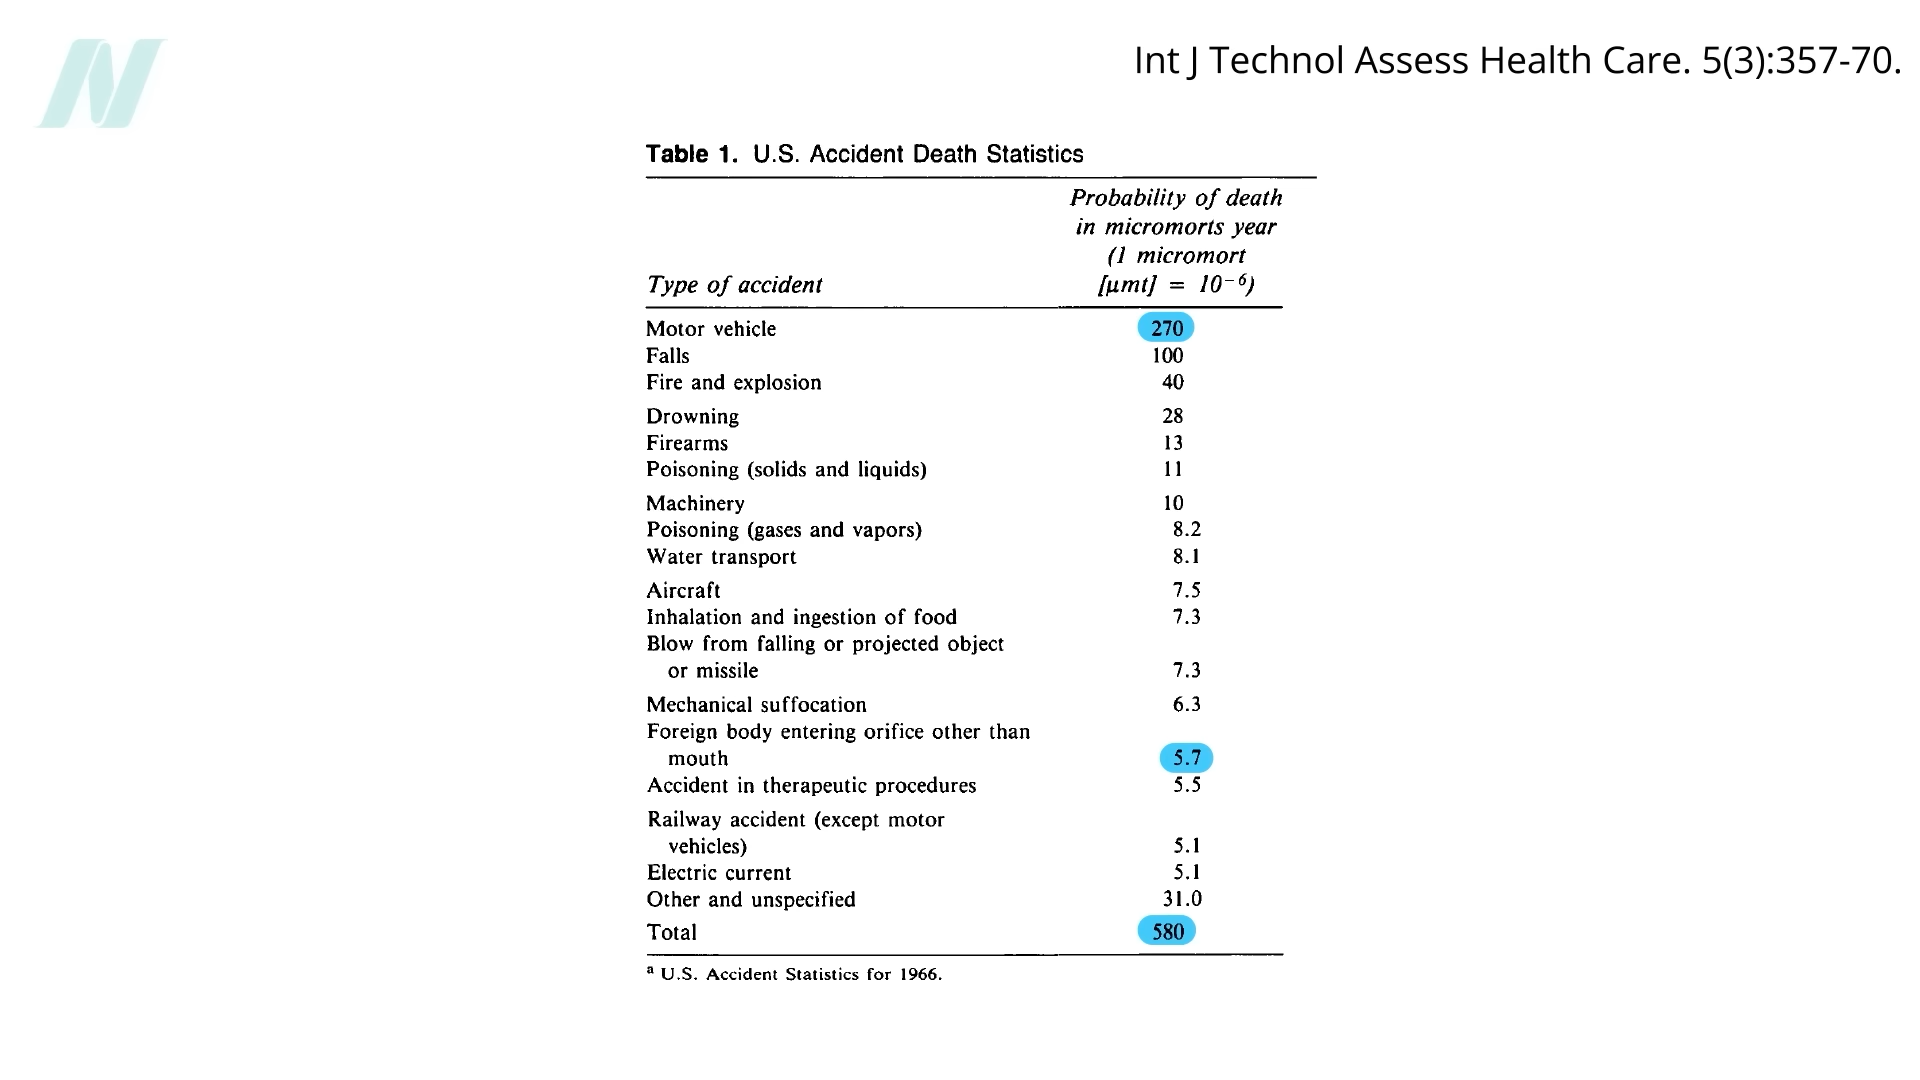 Int J Technol Assess Health Care. 5(3):357-70.
Table 1. U.S. Accident Death Statistics
Probability of death
in micromorts year
(1 micromort
Type of accident [μmt] = 10⁻⁶)
Motor vehicle 270
Falls 100
Fire and explosion 40
Drowning 28
Firearms 13
Poisoning (solids and liquids) 11
Machinery 10
Poisoning (gases and vapors) 8.2
Water transport 8.1
Aircraft 7.5
Inhalation and ingestion of food 7.3
Blow from falling or projected object
or missile 7.3
Mechanical suffocation 6.3
Foreign body entering orifice other than
mouth 5.7
Accident in therapeutic procedures 5.5
Railway accident (except motor
vehicles) 5.1
Electric current 5.1
Other and unspecified 31.0
Total 580
ª U.S. Accident Statistics for 1966.